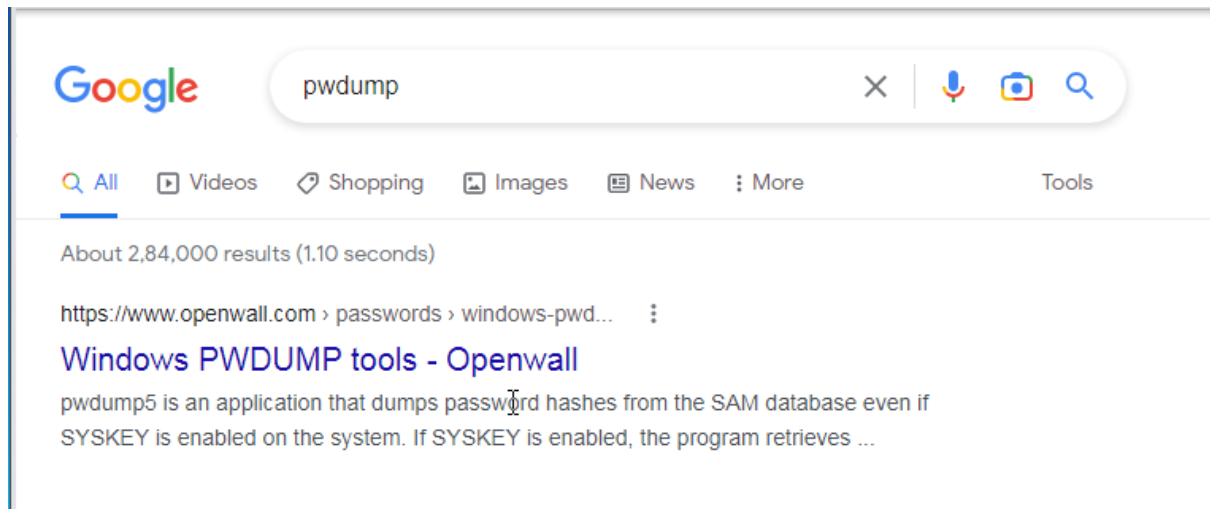 Google pwdump
All Videos Shopping Images News More Tools
About 2,84,000 results (1.10 seconds)
https://www.openwall.com › passwords › windows-pwd...
Windows PWDUMP tools - Openwall
pwdump5 is an application that dumps password hashes from the SAM database even if
SYSKEY is enabled on the system. If SYSKEY is enabled, the program retrieves ...